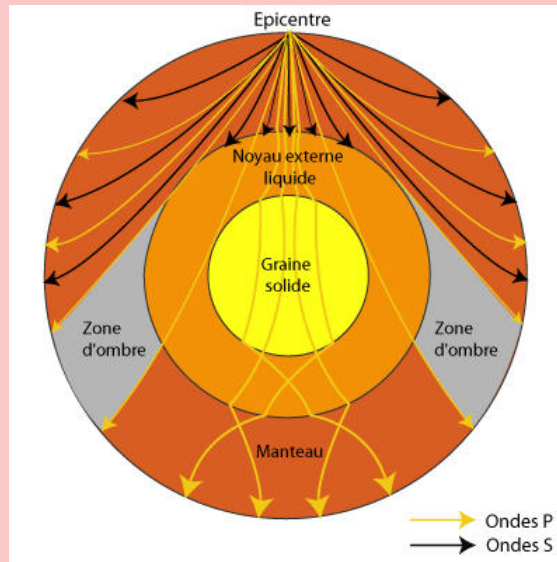 Epicentre
Noyau externe
liquide
Graine
solide
Zone
d'ombre
Zone
d'ombre
Manteau
Ondes P
Ondes S